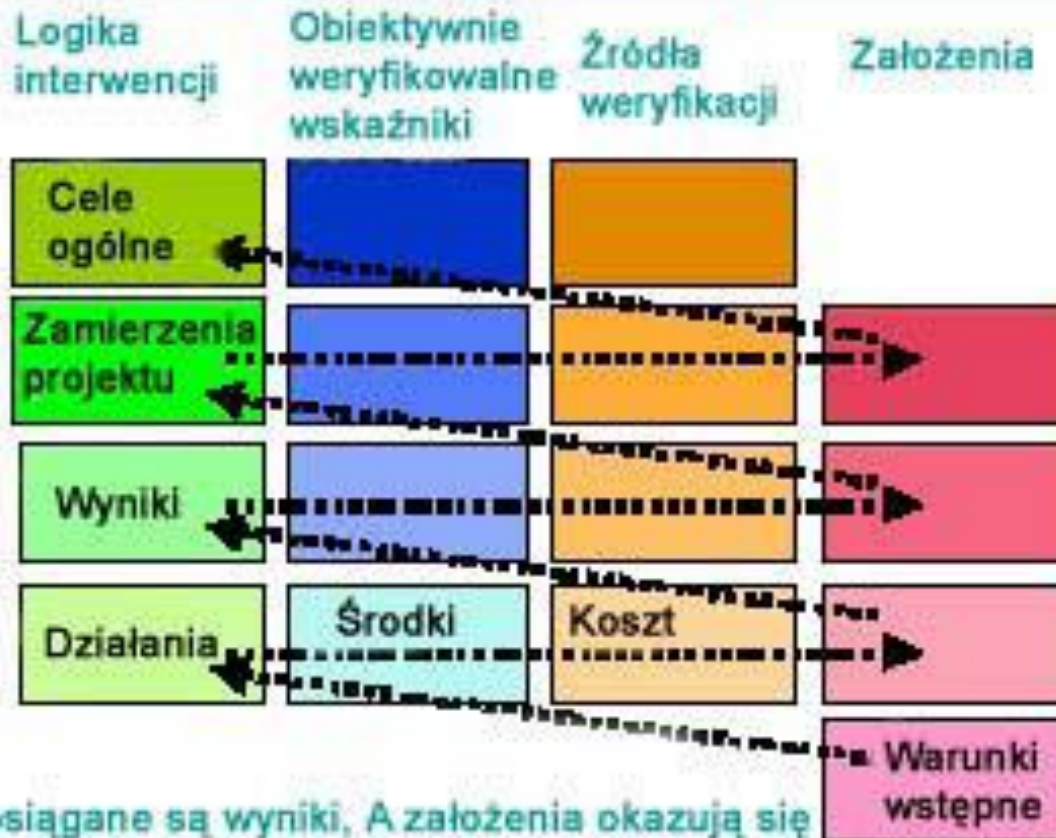 Logika
interwencji
Obiektywnie
weryfikowalne
wskaźniki
Źródła
weryfikacji
Założenia
Cele
ogólne
Zamierzenia
projektu
Wyniki
Działania
Środki
Koszt
Warunki
wstępne
osiągane są wyniki, A założenia okazują się